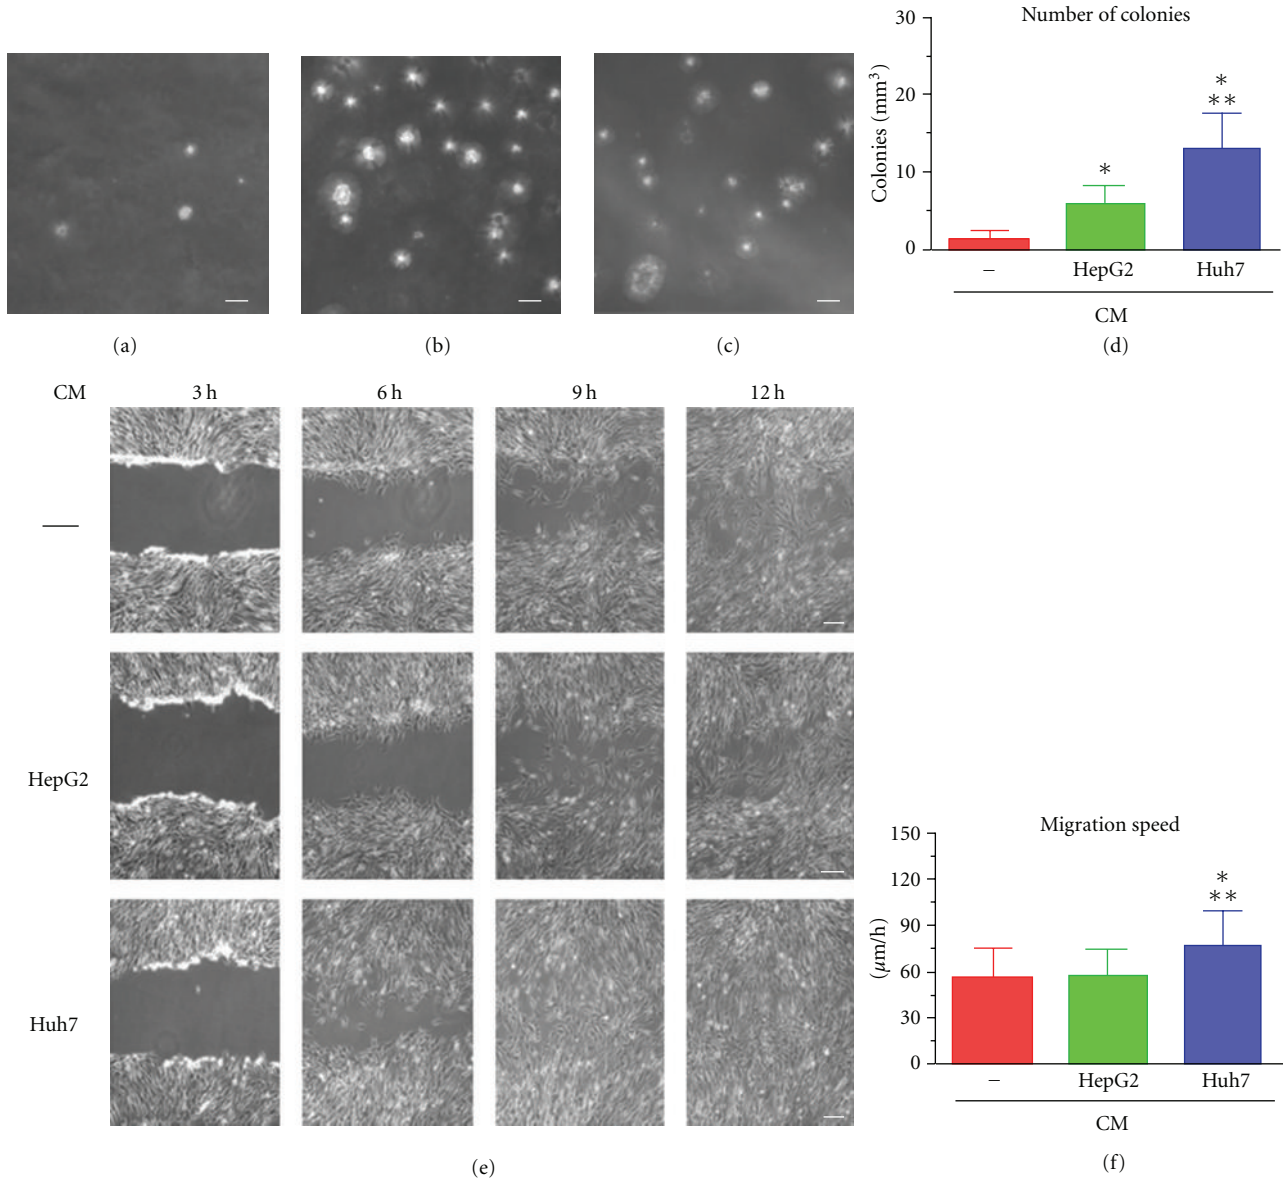 (a)
(b)
(c)
Number of colonies
Colonies (mm³)
30
20
10
0
*
*
**
– HepG2 Huh7
CM
(d)
CM 3 h 6 h 9 h 12 h
—
HepG2
Huh7
(e)
Migration speed
(μm/h)
150
120
90
60
30
0
*
**
– HepG2 Huh7
CM
(f)